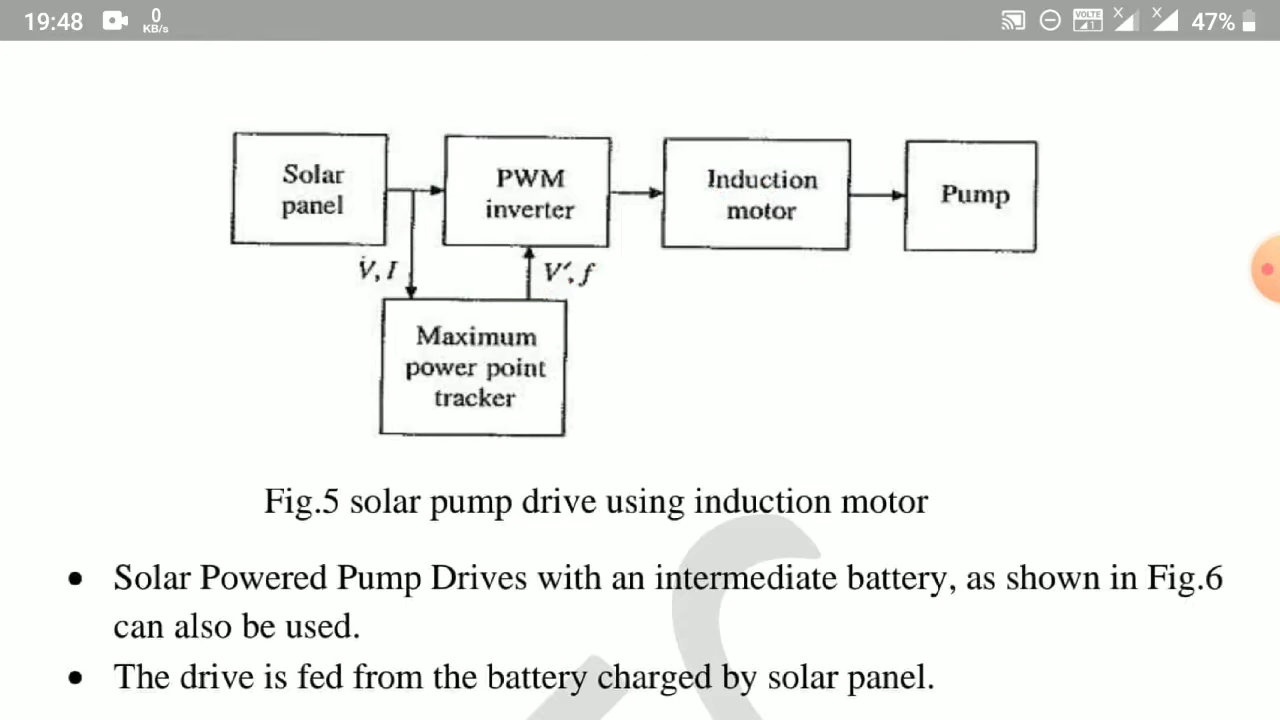 19:48
0
KB/s
VOLTE
1
47%
Solar
panel
PWM
inverter
Induction
motor
Pump
V, I
V′, f
Maximum
power point
tracker
Fig.5 solar pump drive using induction motor
• Solar Powered Pump Drives with an intermediate battery, as shown in Fig.6
can also be used.
• The drive is fed from the battery charged by solar panel.